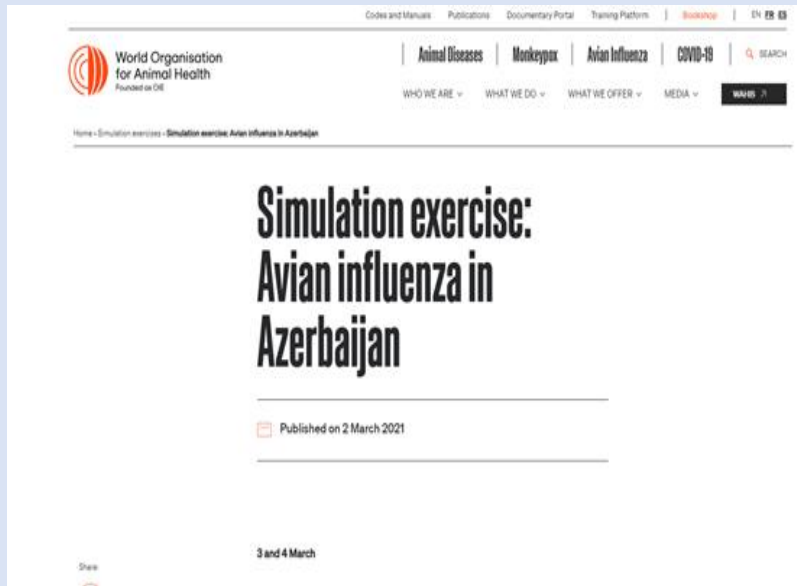 Codes and Manuals Publications Documentary Portal Training Platform | Bookshop | EN FR ES
World Organisation
for Animal Health
Founded as OIE
| Animal Diseases | Monkeypox | Avian Influenza | COVID-19 | SEARCH
WHO WE ARE WHAT WE DO WHAT WE OFFER MEDIA WAHIS
Home › Simulation exercises › Simulation exercise: Avian influenza in Azerbaijan
Simulation exercise:
Avian influenza in
Azerbaijan
Published on 2 March 2021
3 and 4 March
Share